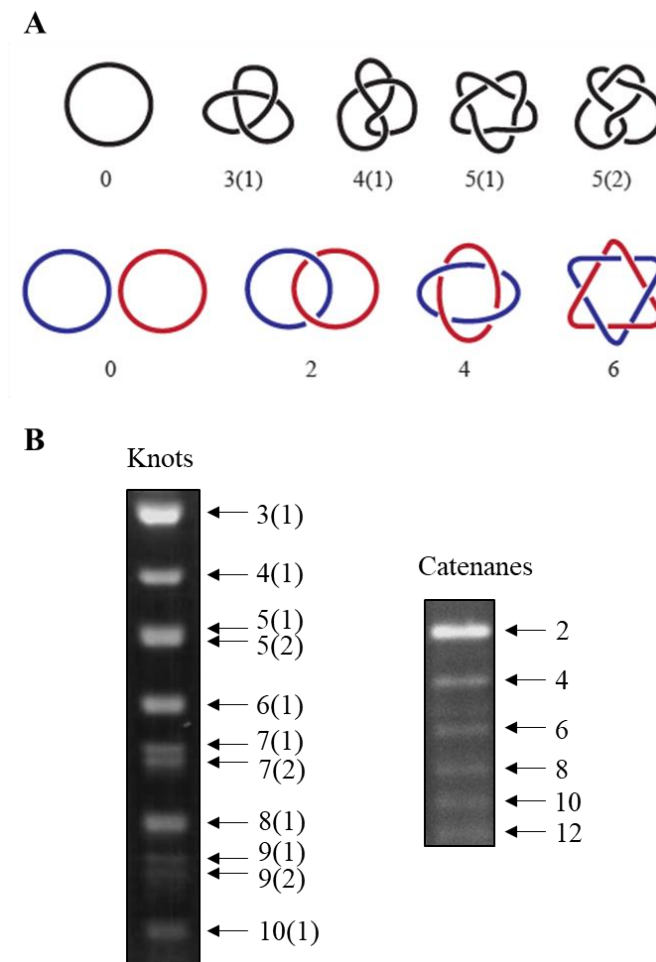 A
0 3(1) 4(1) 5(1) 5(2)
0 2 4 6
B
Knots
3(1)
4(1)
5(1)
5(2)
6(1)
7(1)
7(2)
8(1)
9(1)
9(2)
10(1)
Catenanes
2
4
6
8
10
12